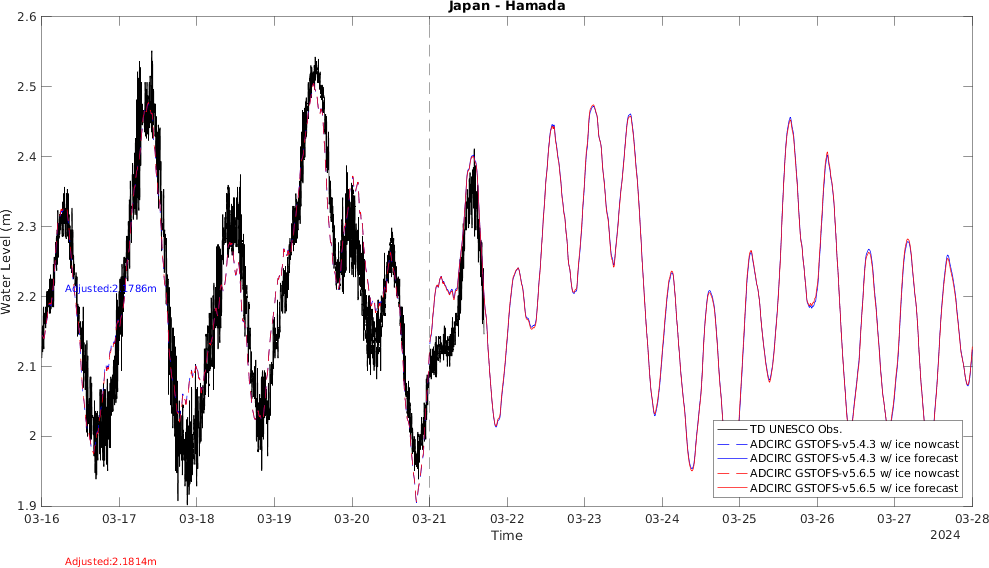 Japan - Hamada
2.6
2.5
2.4
2.3
2.2
2.1
2
1.9
Water Level (m)
Adjusted:2.1786m
TD UNESCO Obs.
ADCIRC GSTOFS-v5.4.3 w/ ice nowcast
ADCIRC GSTOFS-v5.4.3 w/ ice forecast
ADCIRC GSTOFS-v5.6.5 w/ ice nowcast
ADCIRC GSTOFS-v5.6.5 w/ ice forecast
03-16 03-17 03-18 03-19 03-20 03-21 03-22 03-23 03-24 03-25 03-26 03-27 03-28
Time
2024
Adjusted:2.1814m